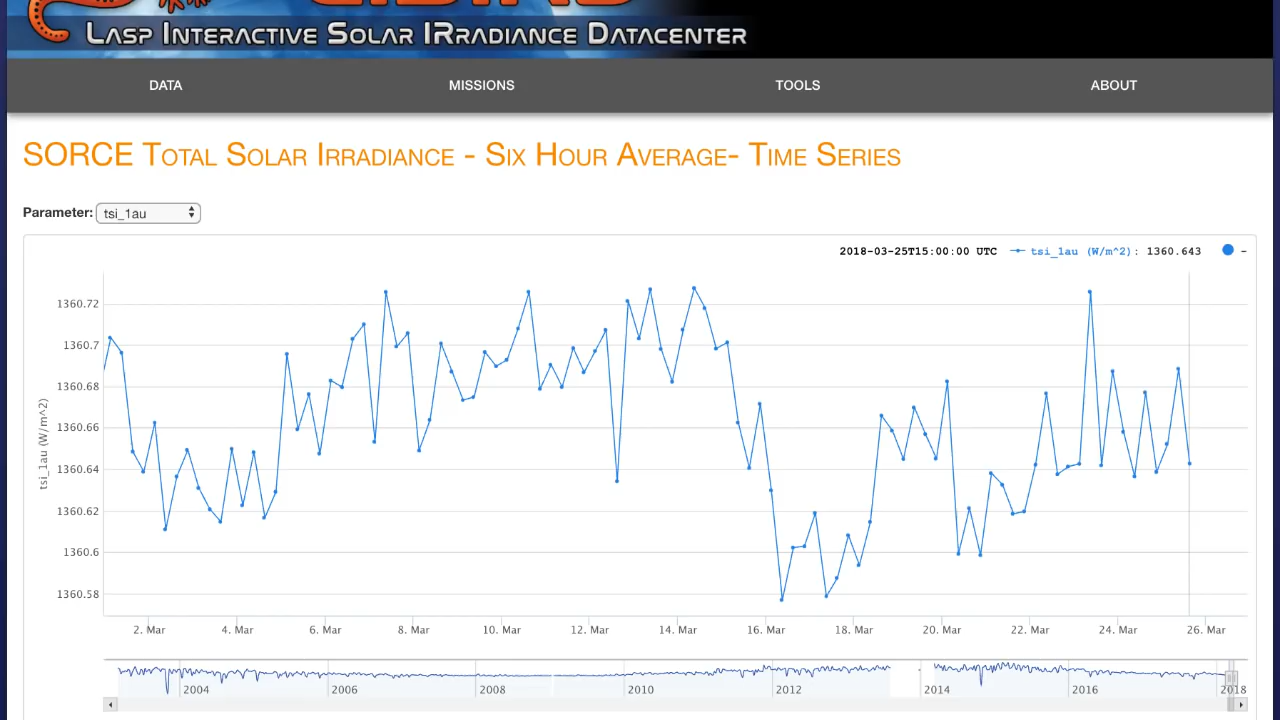 LASP INTERACTIVE SOLAR IRRADIANCE DATACENTER
DATA MISSIONS TOOLS ABOUT
SORCE TOTAL SOLAR IRRADIANCE - SIX HOUR AVERAGE- TIME SERIES
Parameter: tsi_1au
2018-03-25T15:00:00 UTC tsi_1au (W/m^2): 1360.643 –
1360.72
1360.7
1360.68
1360.66
1360.64
1360.62
1360.6
1360.58
tsi_1au (W/m^2)
2. Mar 4. Mar 6. Mar 8. Mar 10. Mar 12. Mar 14. Mar 16. Mar 18. Mar 20. Mar 22. Mar 24. Mar 26. Mar
2004 2006 2008 2010 2012 2014 2016 2018